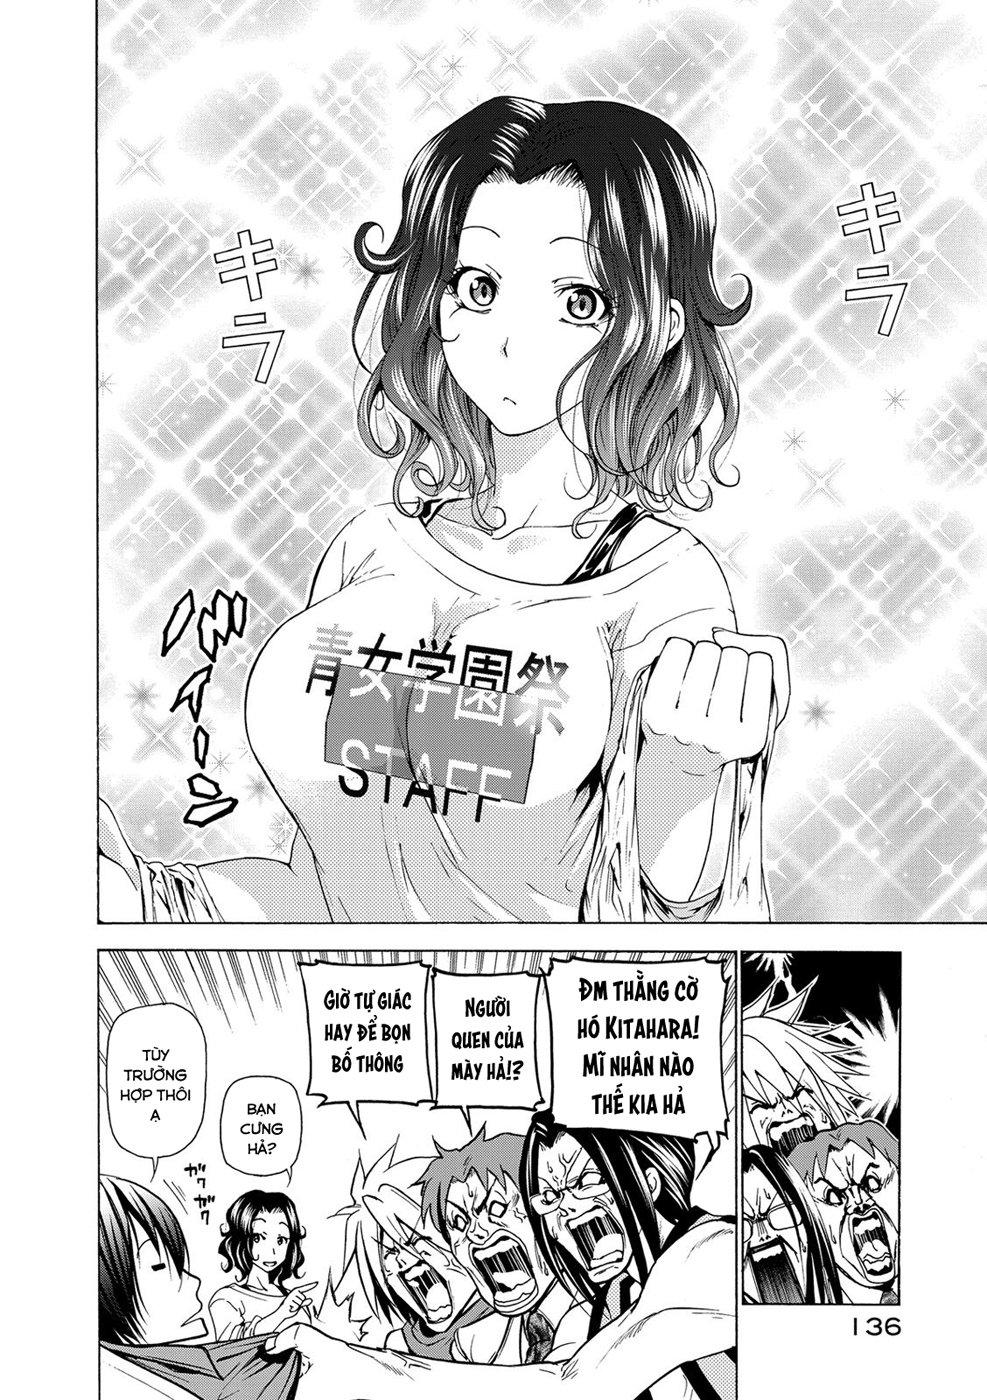 キラ
キラ
バイーン
青女学園祭
STAFF
ĐM THẰNG CỜ
HÓ KITAHARA!
MĨ NHÂN NÀO
THẾ KIA HẢ
NGƯỜI
QUEN CỦA
MÀY HẢ!?
GIỜ TỰ GIÁC
HAY ĐỂ BỌN
BỐ THÔNG
BẠN
CƯNG
HẢ?
TÙY
TRƯỜNG
HỢP THÔI
Ạ
ガク
ガク
136